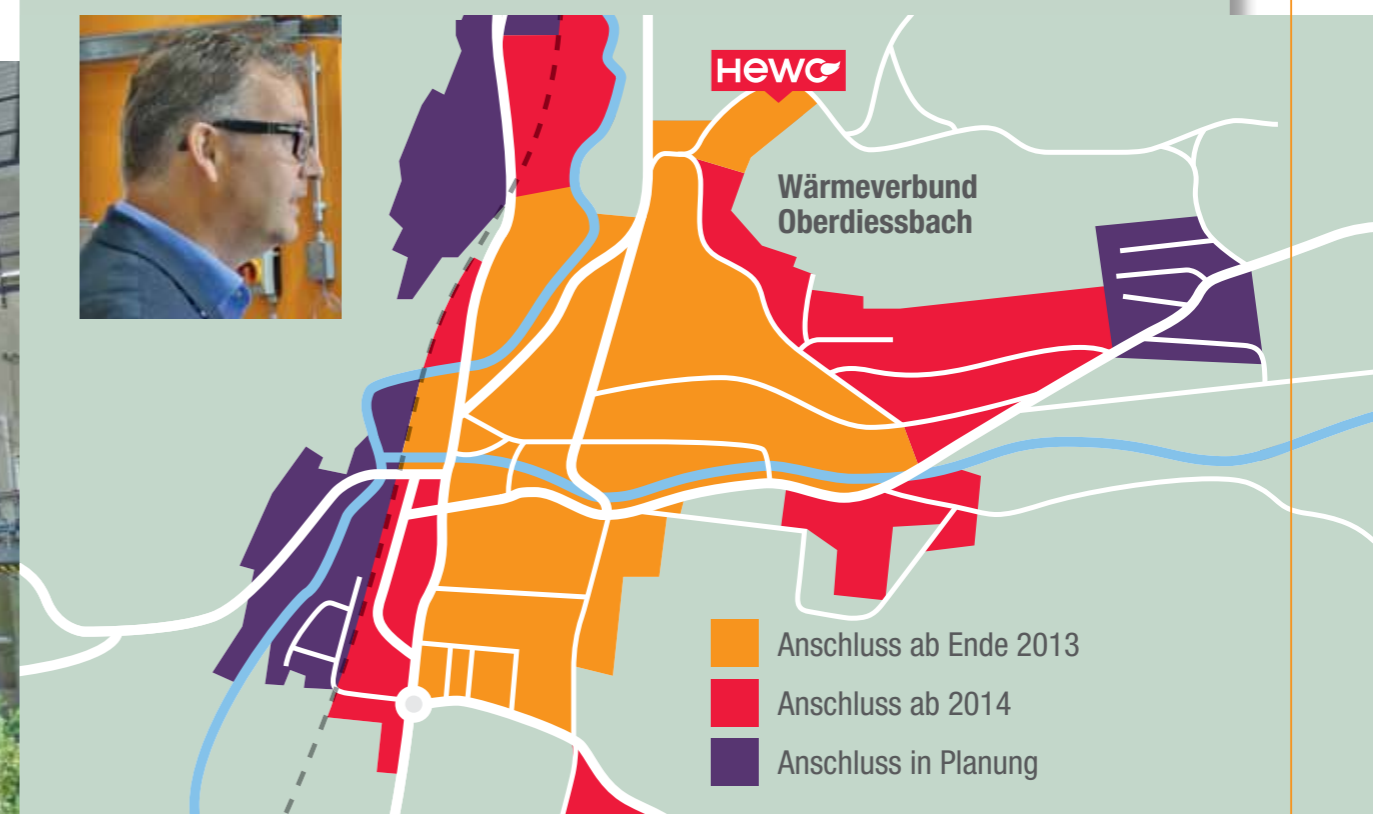 HeWO
Wärmeverbund
Oberdiessbach
Anschluss ab Ende 2013
Anschluss ab 2014
Anschluss in Planung